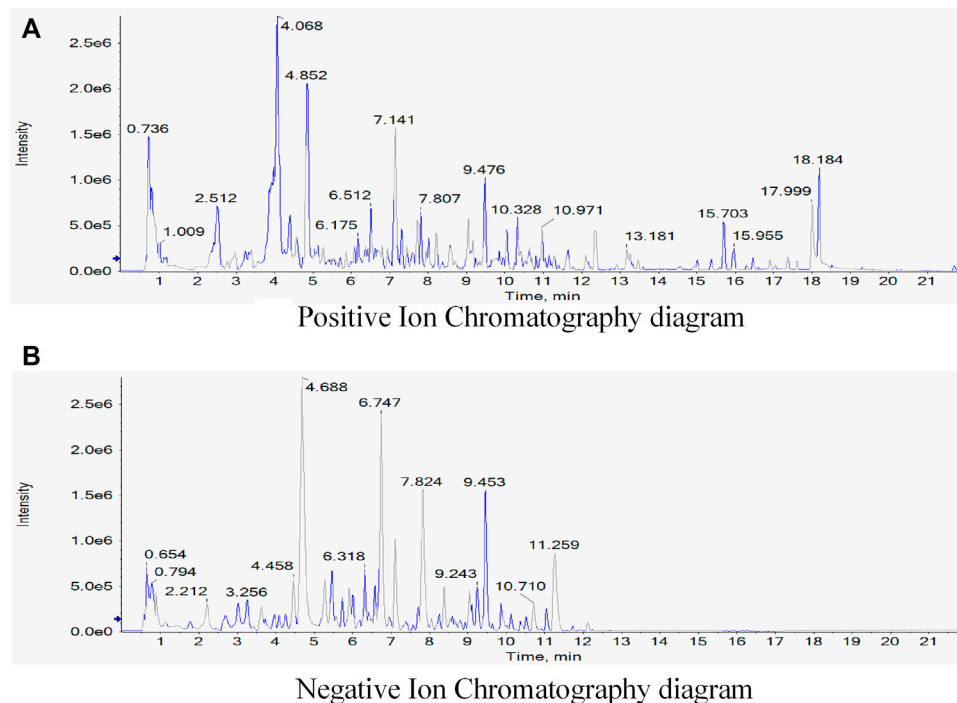 A
4.068
2.5e6
4.852
2.0e6
0.736
7.141
1.5e6
Intensity
18.184
9.476
1.0e6
2.512
6.512
7.807
17.999
10.328
10.971
15.703
5.0e5
1.009
6.175
13.181
15.955
0.0e0
1 2 3 4 5 6 7 8 9 10 11 12 13 14 15 16 17 18 19 20 21
Time, min
Positive Ion Chromatography diagram
B
4.688
6.747
2.5e6
2.0e6
7.824
9.453
1.5e6
Intensity
1.0e6
0.654
6.318
11.259
0.794
4.458
9.243
5.0e5
2.212
3.256
10.710
0.0e0
1 2 3 4 5 6 7 8 9 10 11 12 13 14 15 16 17 18 19 20 21
Time, min
Negative Ion Chromatography diagram